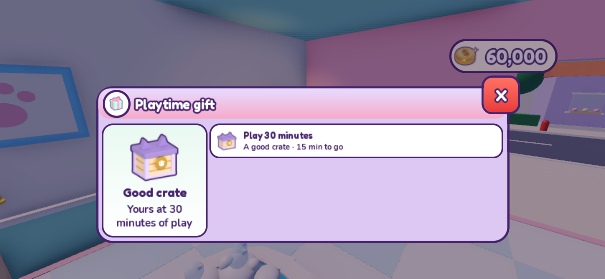 60,000
Playtime gift
X
Good crate
Yours at 30
minutes of play
Play 30 minutes
A good crate · 15 min to go